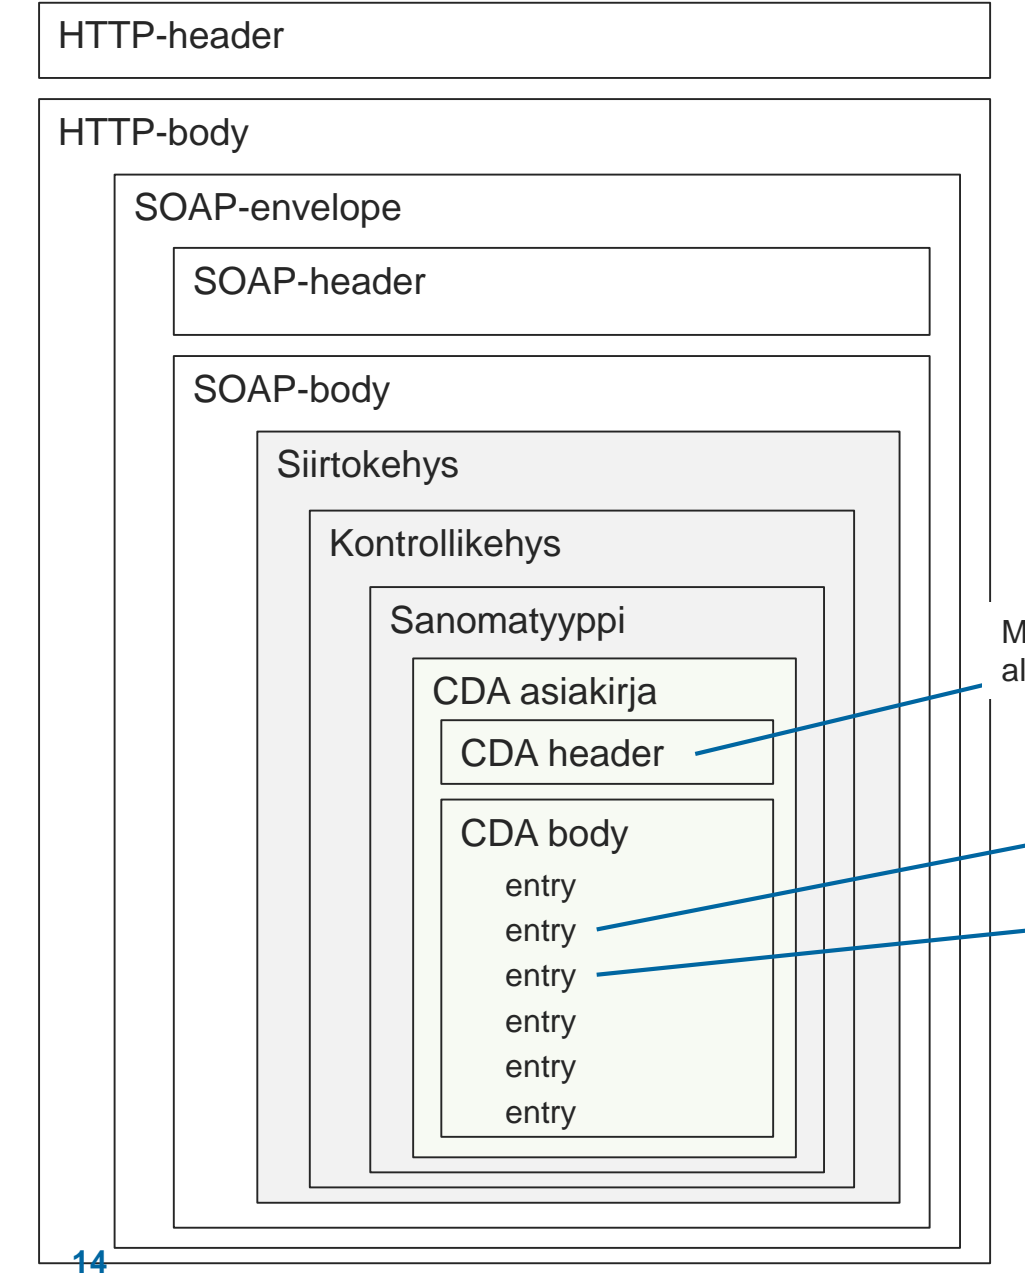 HTTP-header
HTTP-body
SOAP-envelope
SOAP-header
SOAP-body
Siirtokehys
Kontrollikehys
Sanomatyyppi
CDA asiakirja
CDA header
CDA body
entry
entry
entry
entry
entry
entry
14